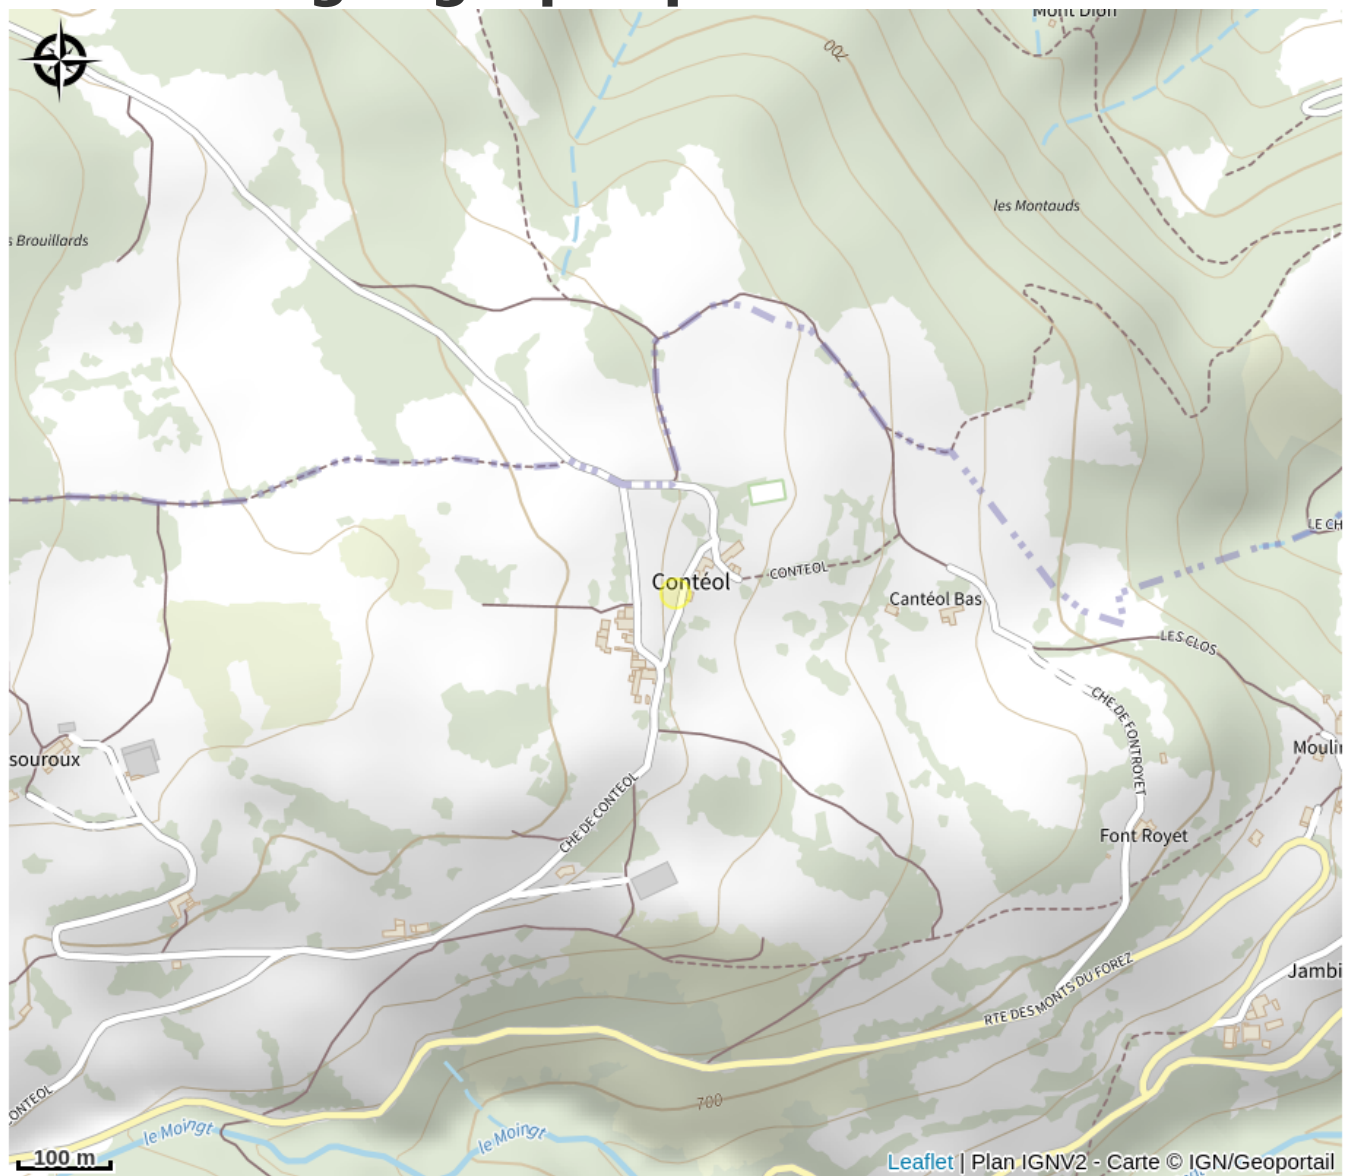 Mont Dion
700
les Montauds
s Brouillards
LE CH
Contéol
CONTEOL
Cantéol Bas
LES CLOS
CHE DE FONTROYET
souroux
Moulin
CHE DE CONTEOL
Font Royet
RTE DES MONTS DU FOREZ
Jambi
CONTEOL
700
le Moingt
le Moingt
100 m
Leaflet | Plan IGNV2 - Carte © IGN/Geoportail